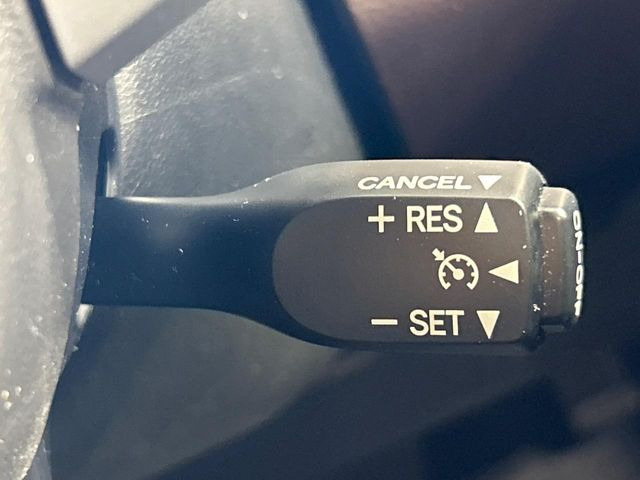 CANCEL ▼
+ RES ▲
◀
− SET ▼
ON-OFF